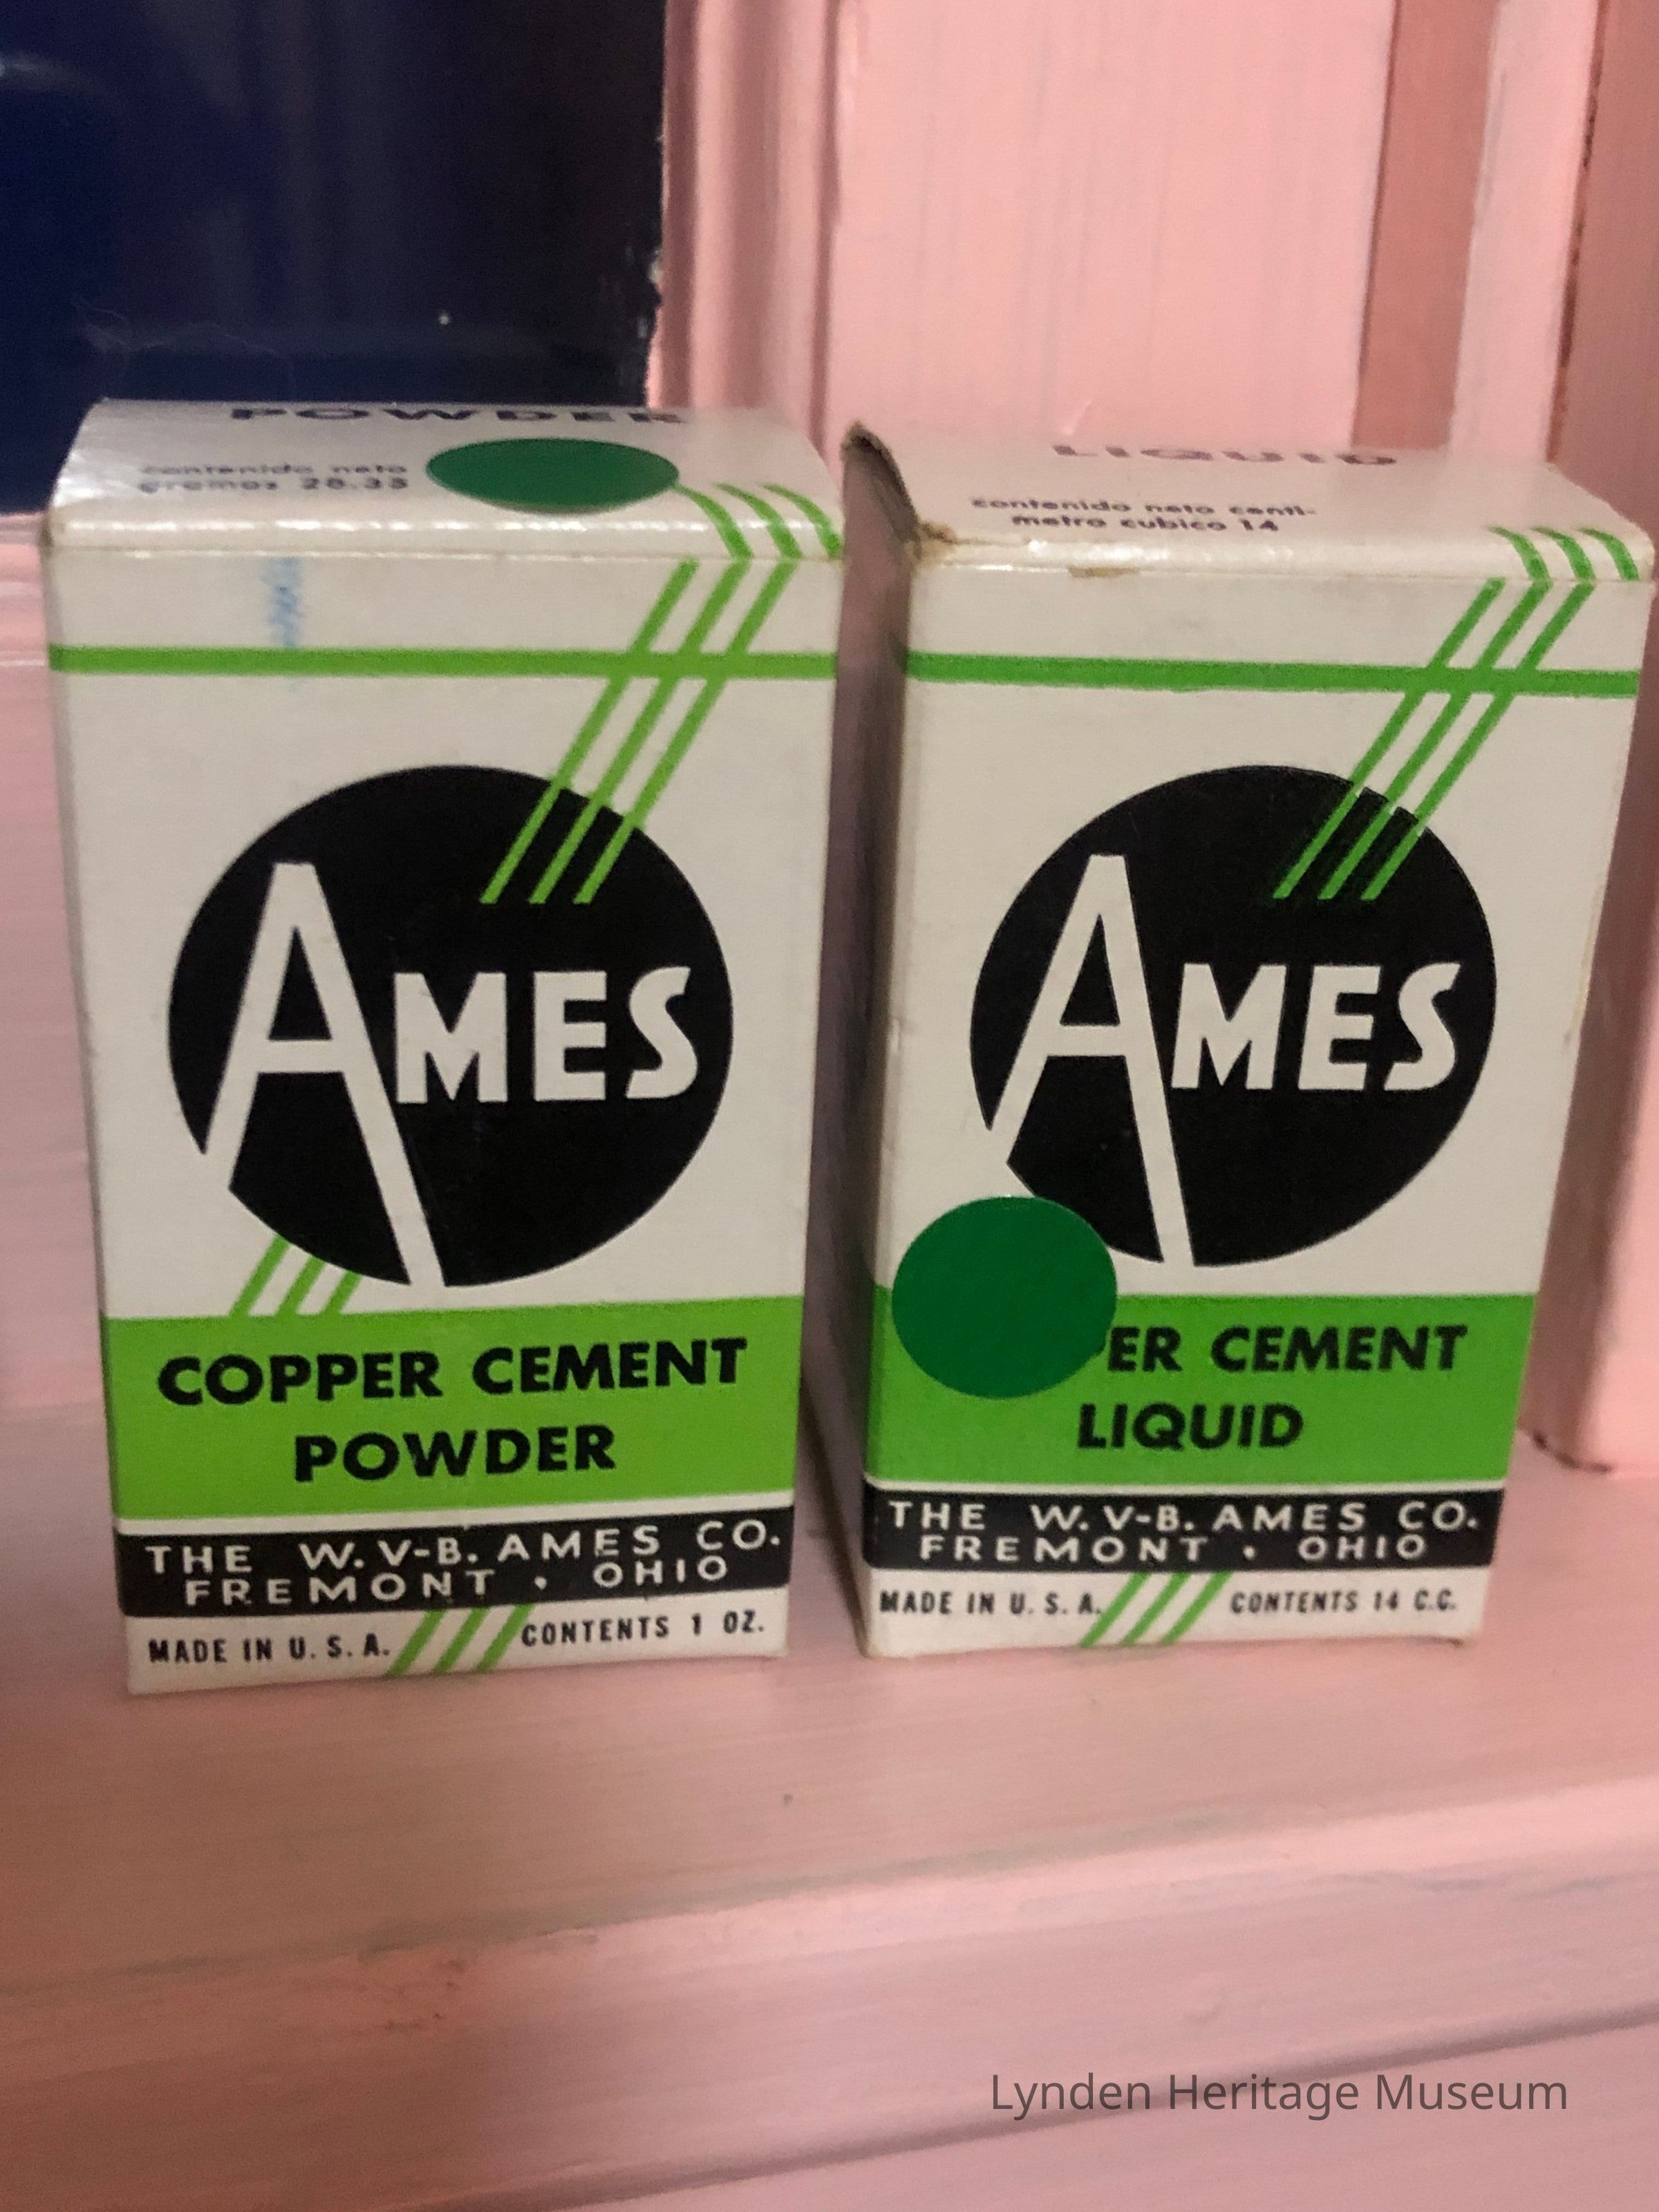 POWDER
contenido neto
gramos 28.35
AMES
COPPER CEMENT
POWDER
THE W. V-B. AMES CO.
FREMONT • OHIO
MADE IN U. S. A.
CONTENTS 1 OZ.
LIQUID
contenido neto centi-
metro cubico 14
AMES
ER CEMENT
LIQUID
THE W. V-B. AMES CO.
FREMONT • OHIO
MADE IN U. S. A.
CONTENTS 14 C.C.
Lynden Heritage Museum